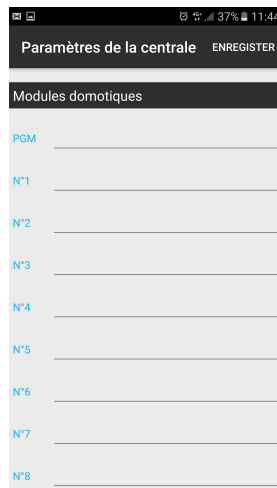 37% 11:44
Paramètres de la centrale ENREGISTER
Modules domotiques
PGM
N°1
N°2
N°3
N°4
N°5
N°6
N°7
N°8